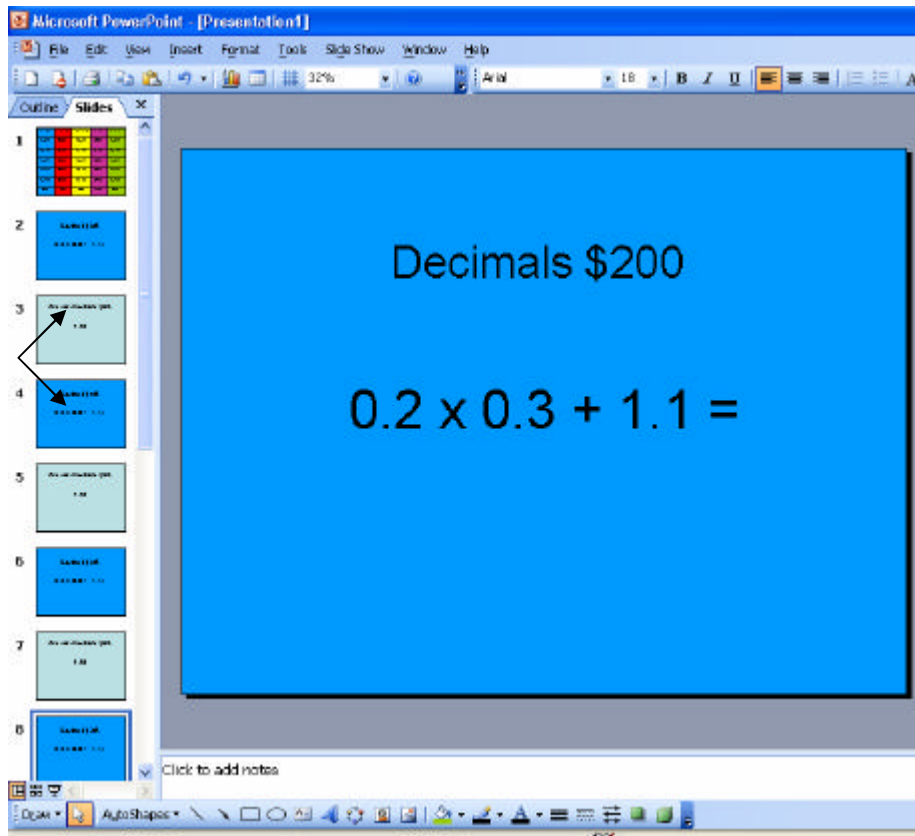 Microsoft PowerPoint - [Presentation1]
File Edit View Insert Format Tools Slide Show Window Help
32% Arial 18 B I U
Outline Slides ×
1
2
3
4
5
6
7
8
Decimals $200
0.2 x 0.3 + 1.1 =
Click to add notes
Draw AutoShapes